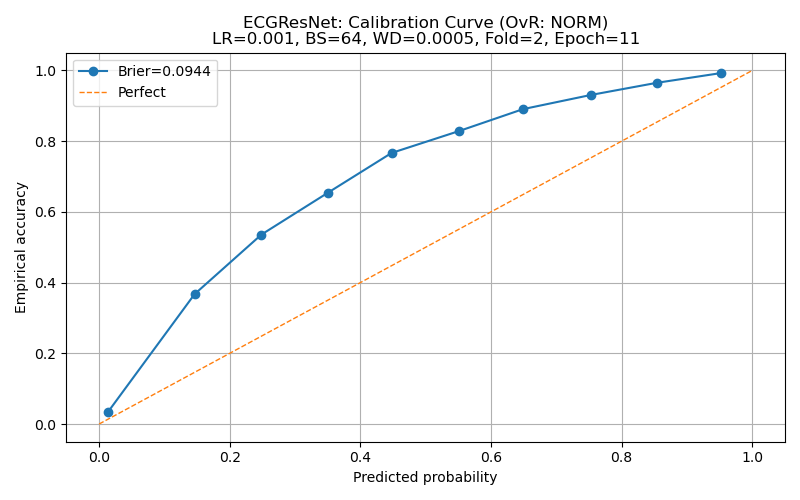 ECGResNet: Calibration Curve (OvR: NORM)
LR=0.001, BS=64, WD=0.0005, Fold=2, Epoch=11
Brier=0.0944
Perfect
Empirical accuracy
1.0
0.8
0.6
0.4
0.2
0.0
0.0 0.2 0.4 0.6 0.8 1.0
Predicted probability